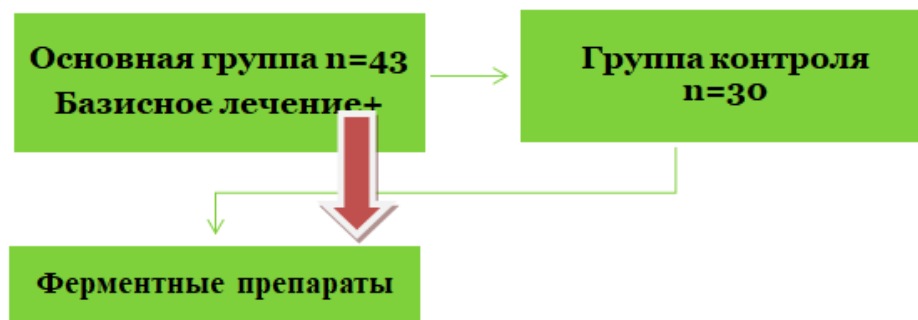 Основная группа n=43
Базисное лечение+
Группа контроля
n=30
Ферментные препараты